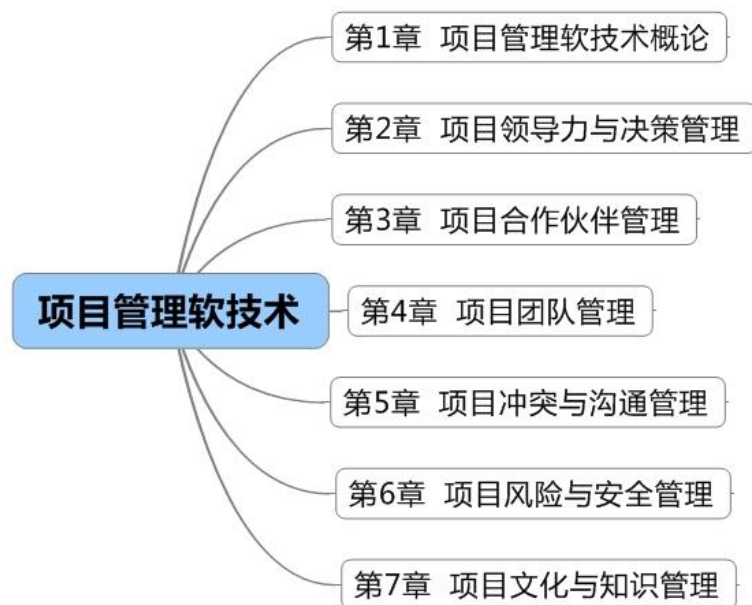 第1章 项目管理软技术概论
第2章 项目领导力与决策管理
第3章 项目合作伙伴管理
项目管理软技术
第4章 项目团队管理
第5章 项目冲突与沟通管理
第6章 项目风险与安全管理
第7章 项目文化与知识管理